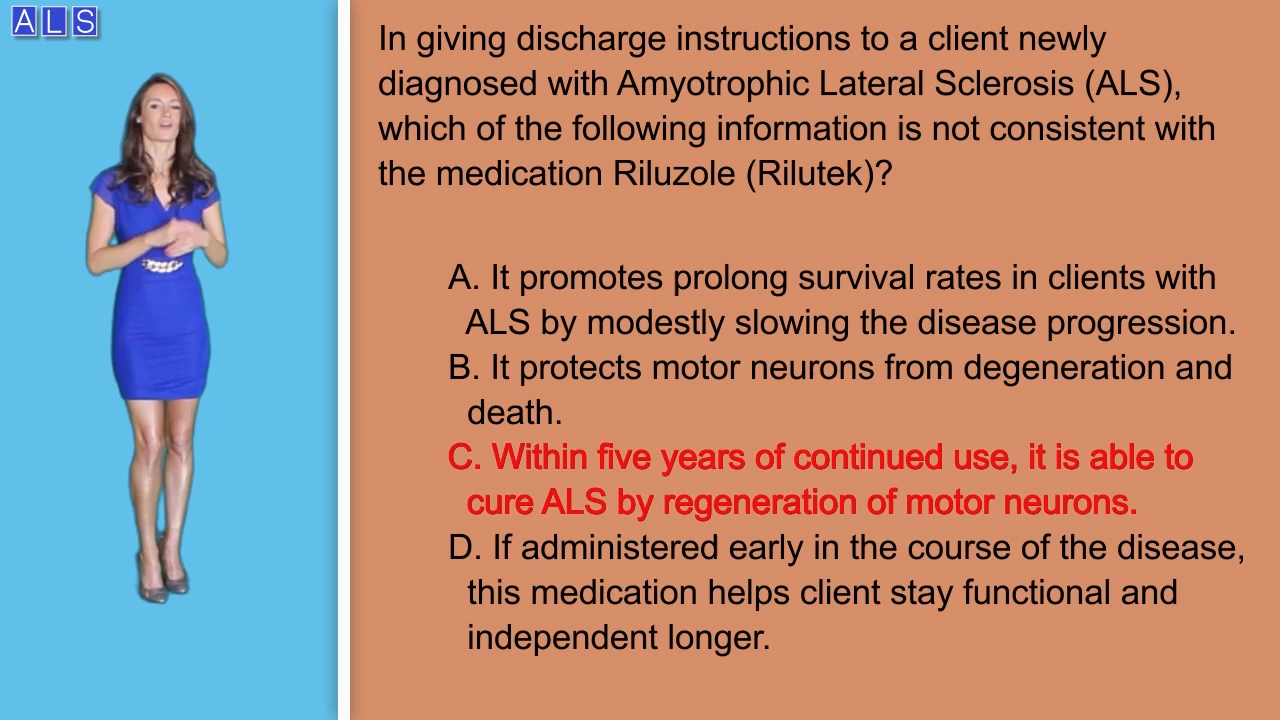 ALS
In giving discharge instructions to a client newly
diagnosed with Amyotrophic Lateral Sclerosis (ALS),
which of the following information is not consistent with
the medication Riluzole (Rilutek)?
A. It promotes prolong survival rates in clients with
ALS by modestly slowing the disease progression.
B. It protects motor neurons from degeneration and
death.
C. Within five years of continued use, it is able to
cure ALS by regeneration of motor neurons.
D. If administered early in the course of the disease,
this medication helps client stay functional and
independent longer.